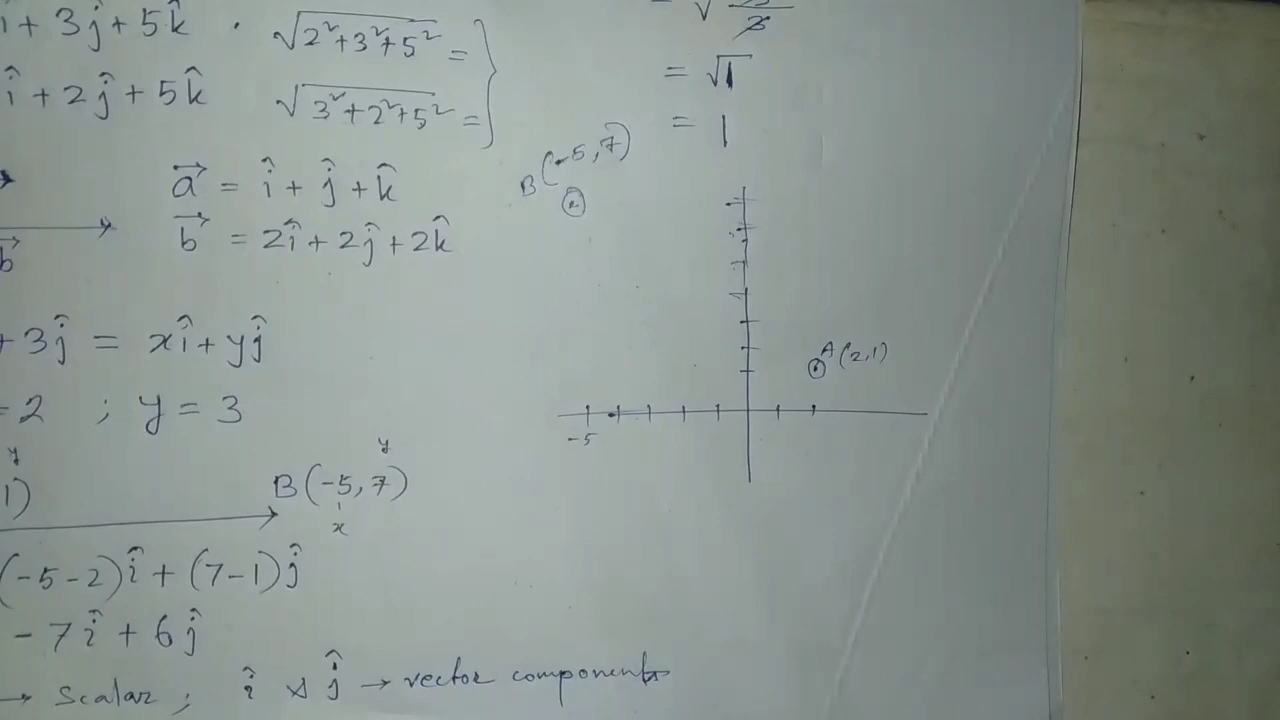 î + 3ĵ + 5k̂ . √(2²+3²+5²) =
î + 2ĵ + 5k̂ √(3²+2²+5²) =
= √1
= 1
a⃗ = î + ĵ + k̂
b⃗ = 2î + 2ĵ + 2k̂
b⃗
B(-5,7)
A(2,1)
-5
+ 3ĵ = xî + yĵ
= 2 ; y = 3
y
1)
y
B(-5,7)
x
(-5-2)î + (7-1)ĵ
- 7î + 6ĵ
→ Scalar ; î & ĵ → vector components